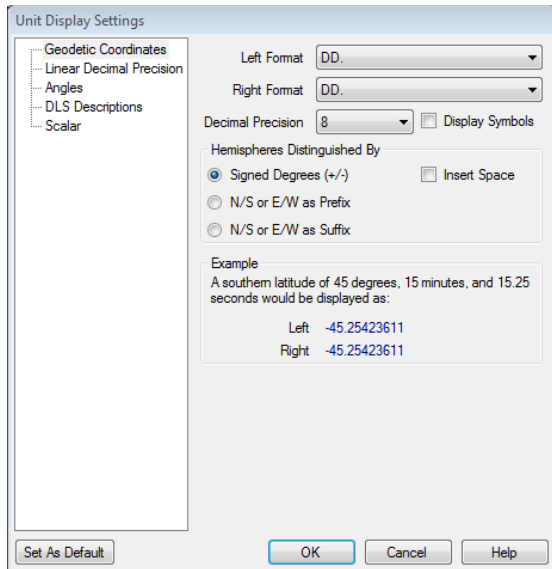 Unit Display Settings
Geodetic Coordinates
Linear Decimal Precision
Angles
DLS Descriptions
Scalar
Left Format DD.
Right Format DD.
Decimal Precision 8 Display Symbols
Hemispheres Distinguished By
Signed Degrees (+/-) Insert Space
N/S or E/W as Prefix
N/S or E/W as Suffix
Example
A southern latitude of 45 degrees, 15 minutes, and 15.25
seconds would be displayed as:
Left -45.25423611
Right -45.25423611
Set As Default OK Cancel Help